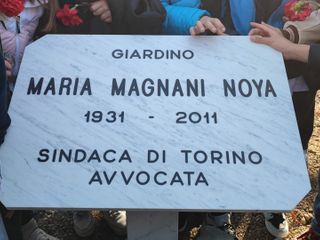 GIARDINO
MARIA MAGNANI NOYA
1931 - 2011
SINDACA DI TORINO
AVVOCATA